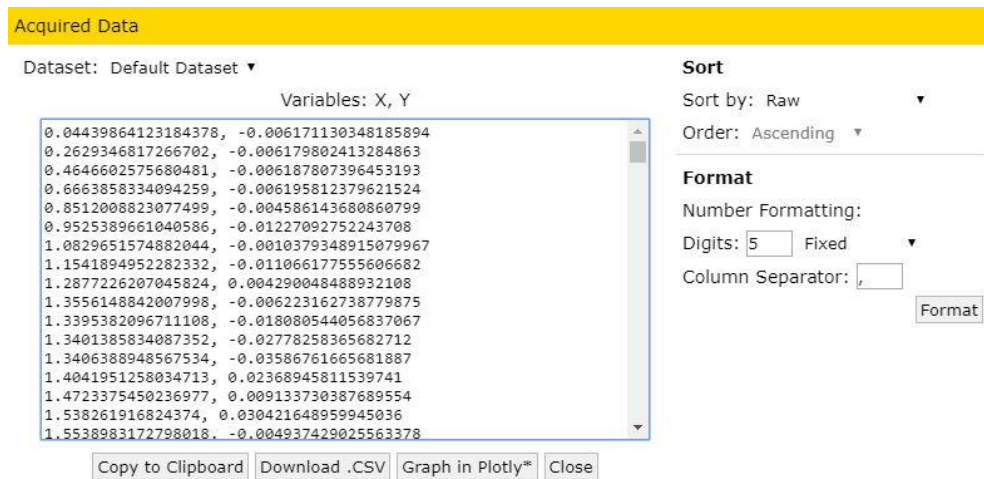 Acquired Data
Dataset: Default Dataset ▼
Variables: X, Y
0.04439864123184378, -0.006171130348185894
0.2629346817266702, -0.006179802413284863
0.4646602575680481, -0.006187807396453193
0.6663858334094259, -0.006195812379621524
0.8512008823077499, -0.004586143680860799
0.9525389661040586, -0.01227092752243708
1.0829651574882044, -0.0010379348915079967
1.1541894952282332, -0.011066177555606682
1.2877226207045824, 0.004290048488932108
1.3556148842007998, -0.006223162738779875
1.3395382096711108, -0.018080544056837067
1.3401385834087352, -0.02778258365682712
1.3406388948567534, -0.03586761665681887
1.4041951258034713, 0.02368945811539741
1.4723375450236977, 0.009133730387689554
1.538261916824374, 0.030421648959945036
1.5538983172798018, -0.004937429025563378
Copy to Clipboard Download .CSV Graph in Plotly* Close
Sort
Sort by: Raw ▼
Order: Ascending ▼
Format
Number Formatting:
Digits: 5 Fixed ▼
Column Separator: ,
Format